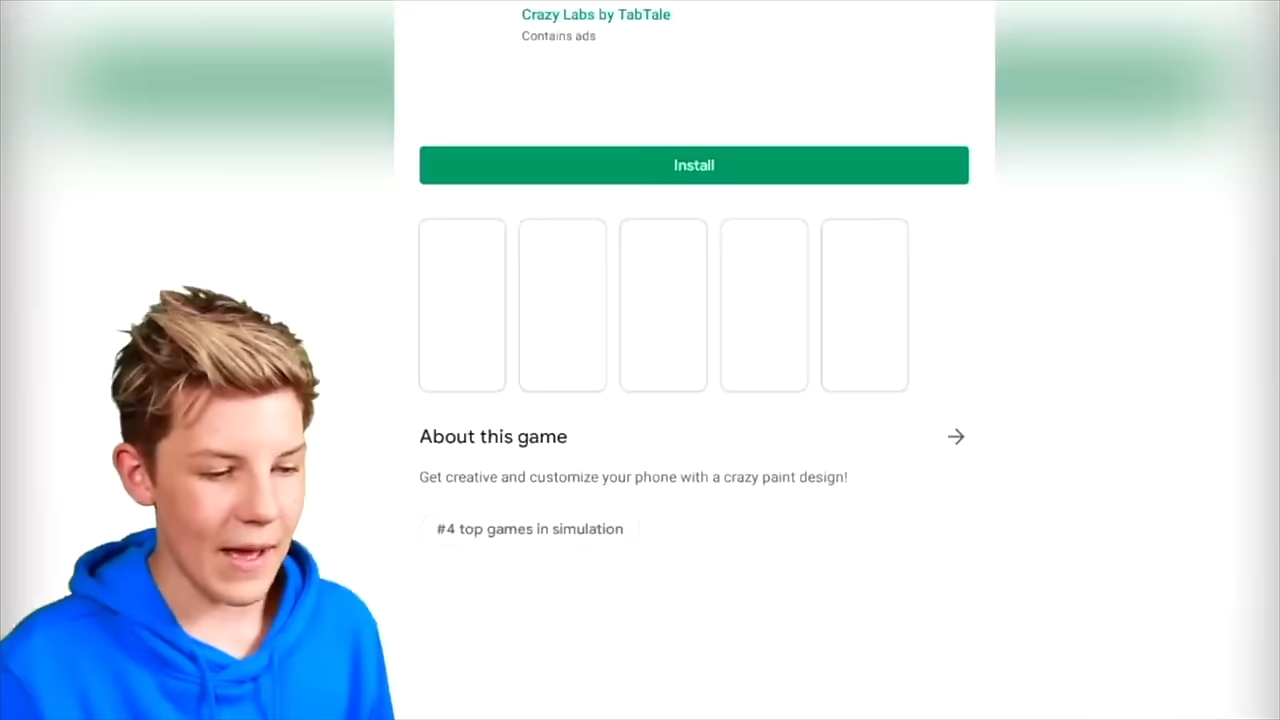 Crazy Labs by TabTale
Contains ads
Install
About this game
Get creative and customize your phone with a crazy paint design!
#4 top games in simulation